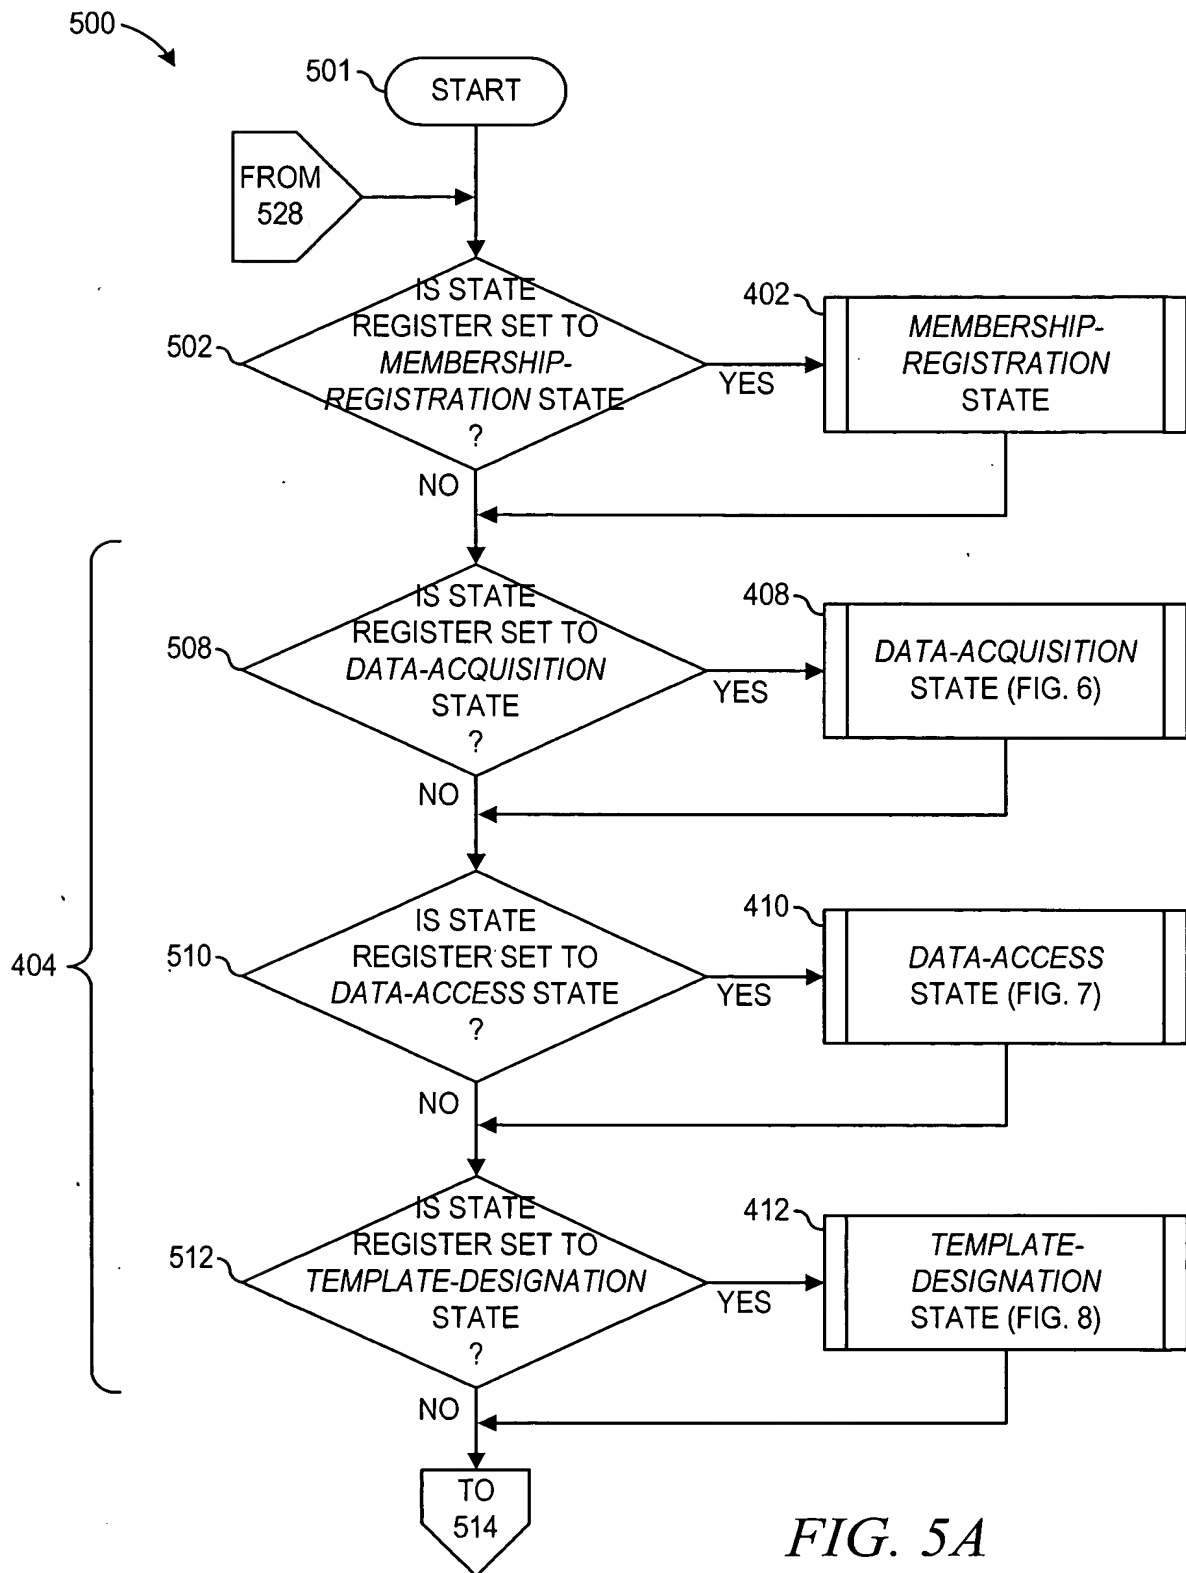 500
501
START
FROM
528
IS STATE
REGISTER SET TO
MEMBERSHIP-
REGISTRATION STATE
?
502
YES
402
MEMBERSHIP-
REGISTRATION
STATE
NO
404
IS STATE
REGISTER SET TO
DATA-ACQUISITION
STATE
?
508
YES
408
DATA-ACQUISITION
STATE (FIG. 6)
NO
IS STATE
REGISTER SET TO
DATA-ACCESS STATE
?
510
YES
410
DATA-ACCESS
STATE (FIG. 7)
NO
IS STATE
REGISTER SET TO
TEMPLATE-DESIGNATION
STATE
?
512
YES
412
TEMPLATE-
DESIGNATION
STATE (FIG. 8)
NO
TO
514
FIG. 5A